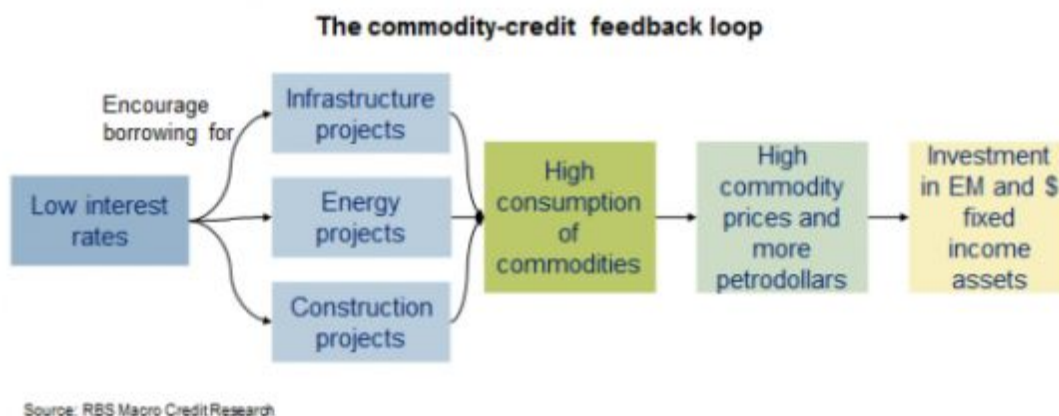 The commodity-credit feedback loop
Encourage
borrowing for
Infrastructure
projects
Low interest
rates
Energy
projects
Construction
projects
High
consumption
of
commodities
High
commodity
prices and
more
petrodollars
Investment
in EM and $
fixed
income
assets
Source: RBS Macro Credit Research